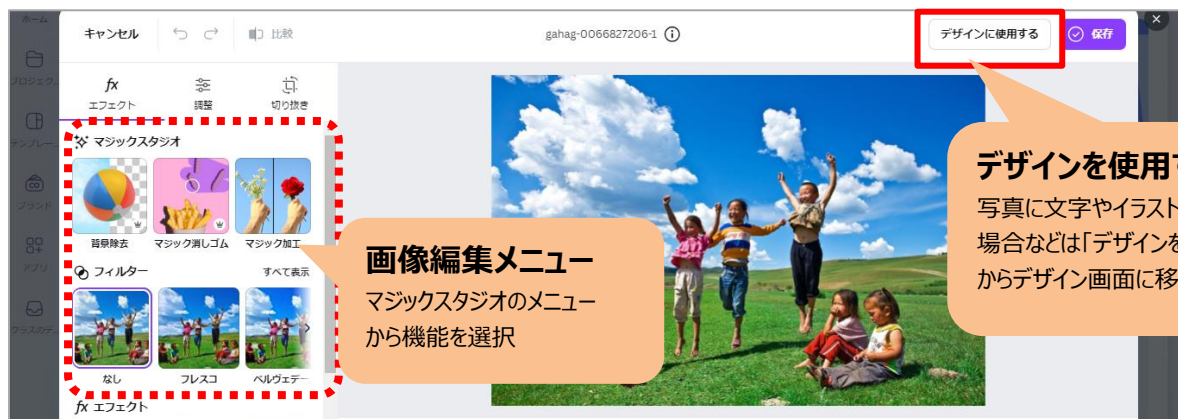 ホーム
キャンセル
比較
gahag-0066827206-1
デザインに使用する
保存
プロジェク...
fx
エフェクト
調整
切り抜き
テンプレー...
マジックスタジオ
ブランド
背景除去
マジック消しゴム
マジック加工
アプリ
フィルター
すべて表示
クラスのデ...
なし
フレスコ
ベルヴェデー
fx エフェクト
画像編集メニュー
マジックスタジオのメニュー
から機能を選択
デザインを使用
写真に文字やイラスト
場合などは「デザインを
からデザイン画面に移